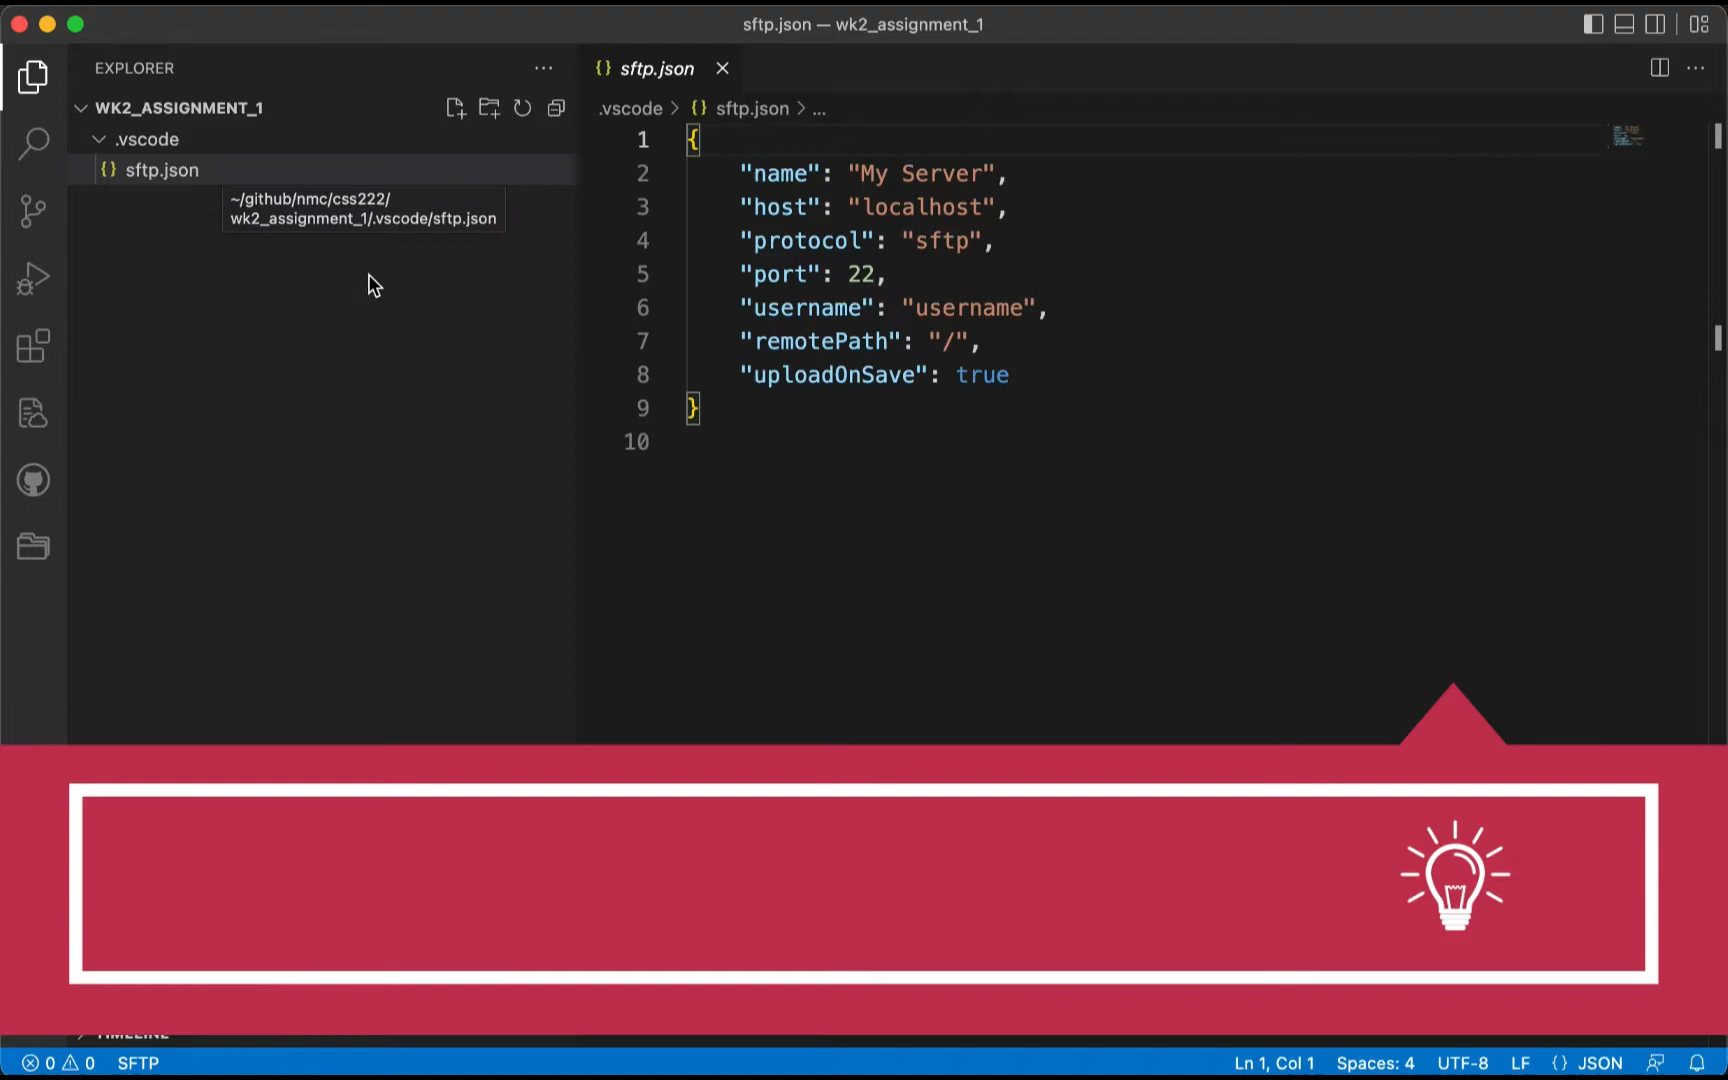 sftp.json — wk2_assignment_1
EXPLORER
WK2_ASSIGNMENT_1
.vscode
{} sftp.json
~/github/nmc/css222/
wk2_assignment_1/.vscode/sftp.json
{} sftp.json
.vscode > {} sftp.json > ...
1 {
2 "name": "My Server",
3 "host": "localhost",
4 "protocol": "sftp",
5 "port": 22,
6 "username": "username",
7 "remotePath": "/",
8 "uploadOnSave": true
9 }
10
TIMELINE
0 0 SFTP
Ln 1, Col 1 Spaces: 4 UTF-8 LF {} JSON